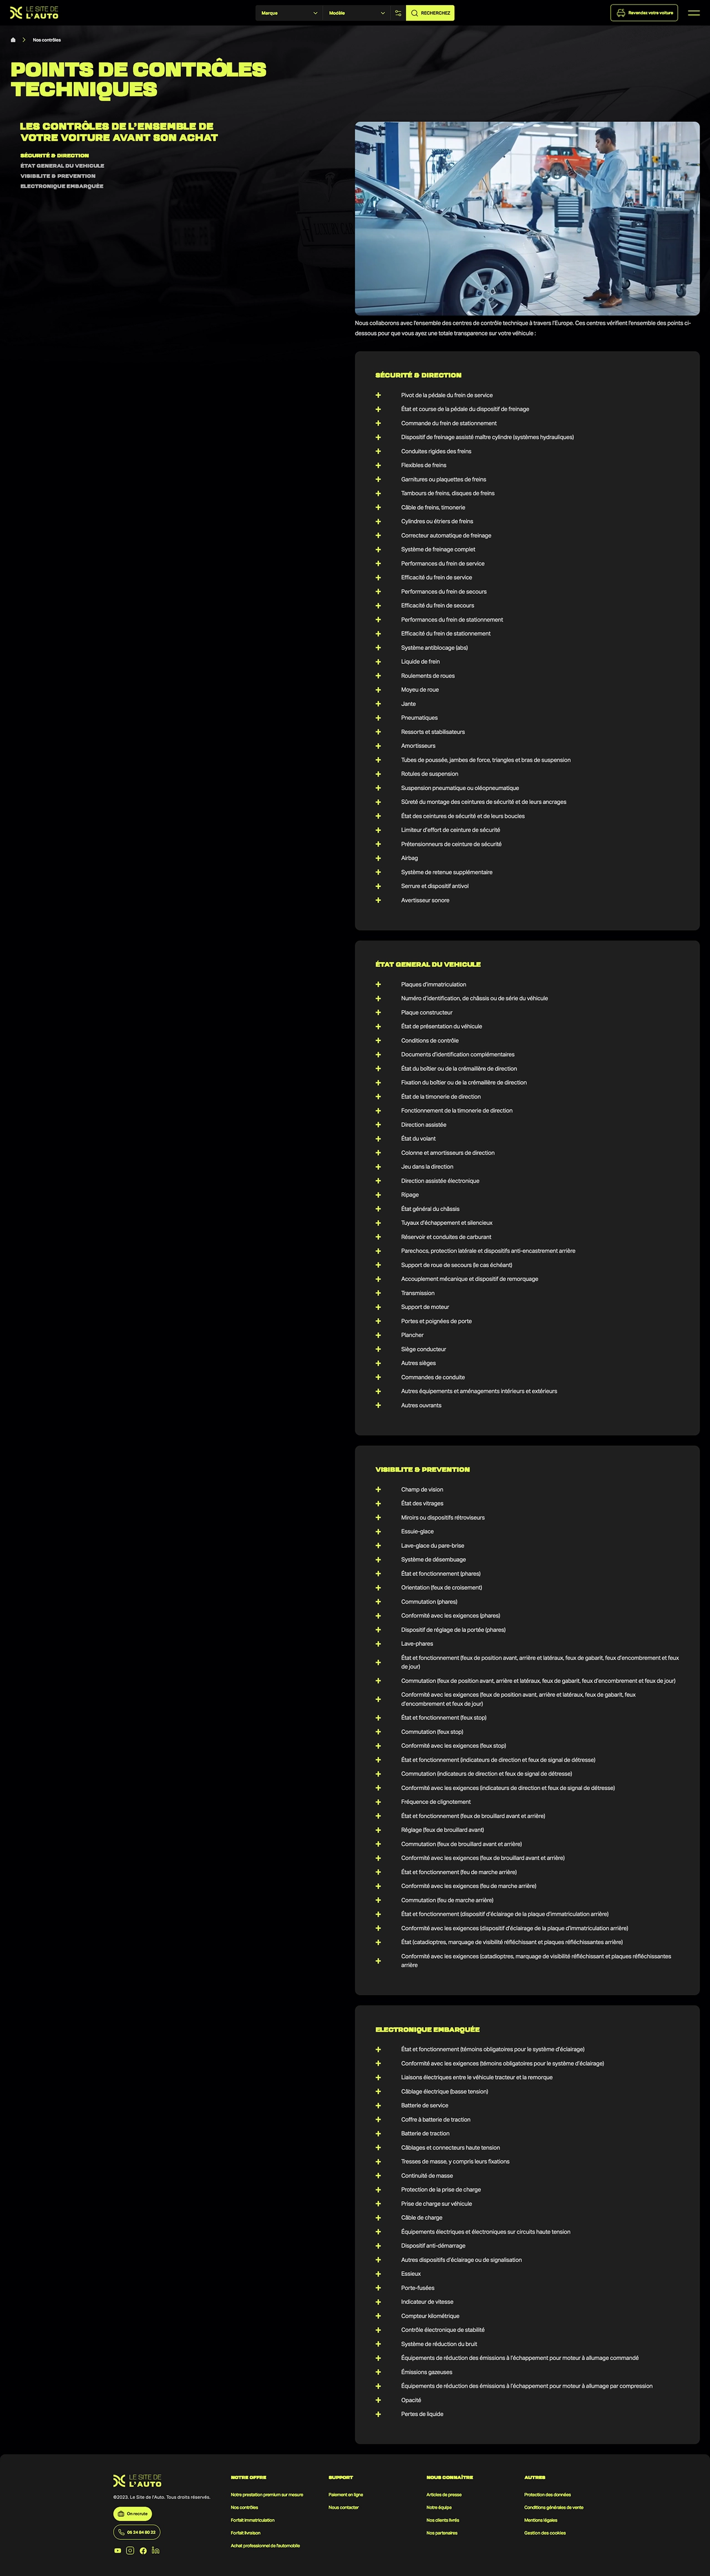 LE SITE DE
L'AUTO
Marque
Modèle
RECHERCHEZ
Revendez votre voiture
Nos contrôles
POINTS DE CONTRÔLES
TECHNIQUES
LES CONTRÔLES DE L'ENSEMBLE DE
VOTRE VOITURE AVANT SON ACHAT
SÉCURITÉ & DIRECTION
ÉTAT GENERAL DU VEHICULE
VISIBILITE & PREVENTION
ELECTRONIQUE EMBARQUÉE
Nous collaborons avec l'ensemble des centres de contrôle technique à travers l'Europe. Ces centres vérifient l'ensemble des points ci-
dessous pour que vous ayez une totale transparence sur votre véhicule :
SÉCURITÉ & DIRECTION
Pivot de la pédale du frein de service
État et course de la pédale du dispositif de freinage
Commande du frein de stationnement
Dispositif de freinage assisté maître cylindre (systèmes hydrauliques)
Conduites rigides des freins
Flexibles de freins
Garnitures ou plaquettes de freins
Tambours de freins, disques de freins
Câble de freins, timonerie
Cylindres ou étriers de freins
Correcteur automatique de freinage
Système de freinage complet
Performances du frein de service
Efficacité du frein de service
Performances du frein de secours
Efficacité du frein de secours
Performances du frein de stationnement
Efficacité du frein de stationnement
Système antiblocage (abs)
Liquide de frein
Roulements de roues
Moyeu de roue
Jante
Pneumatiques
Ressorts et stabilisateurs
Amortisseurs
Tubes de poussée, jambes de force, triangles et bras de suspension
Rotules de suspension
Suspension pneumatique ou oléopneumatique
Sûreté du montage des ceintures de sécurité et de leurs ancrages
État des ceintures de sécurité et de leurs boucles
Limiteur d'effort de ceinture de sécurité
Prétensionneurs de ceinture de sécurité
Airbag
Système de retenue supplémentaire
Serrure et dispositif antivol
Avertisseur sonore
ÉTAT GENERAL DU VEHICULE
Plaques d'immatriculation
Numéro d'identification, de châssis ou de série du véhicule
Plaque constructeur
État de présentation du véhicule
Conditions de contrôle
Documents d'identification complémentaires
État du boîtier ou de la crémaillère de direction
Fixation du boîtier ou de la crémaillère de direction
État de la timonerie de direction
Fonctionnement de la timonerie de direction
Direction assistée
État du volant
Colonne et amortisseurs de direction
Jeu dans la direction
Direction assistée électronique
Ripage
État général du châssis
Tuyaux d'échappement et silencieux
Réservoir et conduites de carburant
Parechocs, protection latérale et dispositifs anti-encastrement arrière
Support de roue de secours (le cas échéant)
Accouplement mécanique et dispositif de remorquage
Transmission
Support de moteur
Portes et poignées de porte
Plancher
Siège conducteur
Autres sièges
Commandes de conduite
Autres équipements et aménagements intérieurs et extérieurs
Autres ouvrants
VISIBILITE & PREVENTION
Champ de vision
État des vitrages
Miroirs ou dispositifs rétroviseurs
Essuie-glace
Lave-glace du pare-brise
Système de désembuage
État et fonctionnement (phares)
Orientation (feux de croisement)
Commutation (phares)
Conformité avec les exigences (phares)
Dispositif de réglage de la portée (phares)
Lave-phares
État et fonctionnement (feux de position avant, arrière et latéraux, feux de gabarit, feux d'encombrement et feux
de jour)
Commutation (feux de position avant, arrière et latéraux, feux de gabarit, feux d'encombrement et feux de jour)
Conformité avec les exigences (feux de position avant, arrière et latéraux, feux de gabarit, feux
d'encombrement et feux de jour)
État et fonctionnement (feux stop)
Commutation (feux stop)
Conformité avec les exigences (feux stop)
État et fonctionnement (indicateurs de direction et feux de signal de détresse)
Commutation (indicateurs de direction et feux de signal de détresse)
Conformité avec les exigences (indicateurs de direction et feux de signal de détresse)
Fréquence de clignotement
État et fonctionnement (feux de brouillard avant et arrière)
Réglage (feux de brouillard avant)
Commutation (feux de brouillard avant et arrière)
Conformité avec les exigences (feux de brouillard avant et arrière)
État et fonctionnement (feu de marche arrière)
Conformité avec les exigences (feu de marche arrière)
Commutation (feu de marche arrière)
État et fonctionnement (dispositif d'éclairage de la plaque d'immatriculation arrière)
Conformité avec les exigences (dispositif d'éclairage de la plaque d'immatriculation arrière)
État (catadioptres, marquage de visibilité réfléchissant et plaques réfléchissantes arrière)
Conformité avec les exigences (catadioptres, marquage de visibilité réfléchissant et plaques réfléchissantes
arrière
ELECTRONIQUE EMBARQUÉE
État et fonctionnement (témoins obligatoires pour le système d'éclairage)
Conformité avec les exigences (témoins obligatoires pour le système d'éclairage)
Liaisons électriques entre le véhicule tracteur et la remorque
Câblage électrique (basse tension)
Batterie de service
Coffre à batterie de traction
Batterie de traction
Câblages et connecteurs haute tension
Tresses de masse, y compris leurs fixations
Continuité de masse
Protection de la prise de charge
Prise de charge sur véhicule
Câble de charge
Équipements électriques et électroniques sur circuits haute tension
Dispositif anti-démarrage
Autres dispositifs d'éclairage ou de signalisation
Essieux
Porte-fusées
Indicateur de vitesse
Compteur kilométrique
Contrôle électronique de stabilité
Système de réduction du bruit
Équipements de réduction des émissions à l'échappement pour moteur à allumage commandé
Émissions gazeuses
Équipements de réduction des émissions à l'échappement pour moteur à allumage par compression
Opacité
Pertes de liquide
LE SITE DE
L'AUTO
©2023. Le Site de l'Auto. Tous droits réservés.
On recrute
06 24 84 80 22
NOTRE OFFRE
Notre prestation premium sur mesure
Nos contrôles
Forfait immatriculation
Forfait livraison
Achat professionnel de l'automobile
SUPPORT
Paiement en ligne
Nous contacter
NOUS CONNAÎTRE
Articles de presse
Notre équipe
Nos clients livrés
Nos partenaires
AUTRES
Protection des données
Conditions générales de vente
Mentions légales
Gestion des cookies